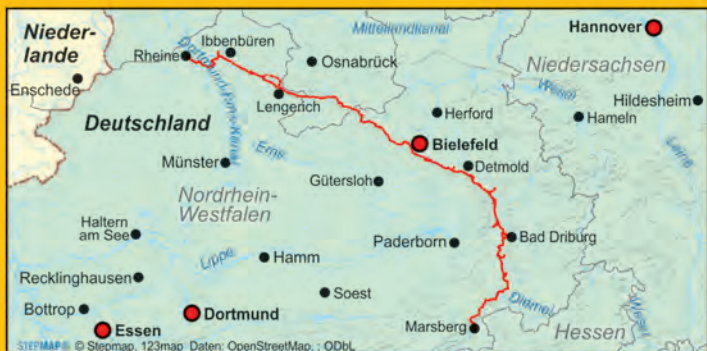 Nieder-
lande
Enschede
Rheine
Ibbenbüren
Dortmund-Ems-Kanal
Osnabrück
Lengerich
Mittellandkanal
Hannover
Niedersachsen
Hildesheim
Hameln
Weser
Leine
Deutschland
Herford
Bielefeld
Detmold
Münster
Ems
Gütersloh
Nordrhein-
Westfalen
Haltern
am See
Lippe
Hamm
Paderborn
Bad Driburg
Recklinghausen
Soest
Bottrop
Dortmund
Essen
Diemel
Marsberg
Hessen
Weser
STEPMAP © Stepmap, 123map Daten: OpenStreetMap, : ODbL